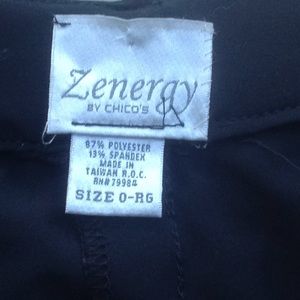 Zenergy
BY CHICO'S
87% POLYESTER
13% SPANDEX
MADE IN
TAIWAN R.O.C.
RN#79984
SIZE 0-RG